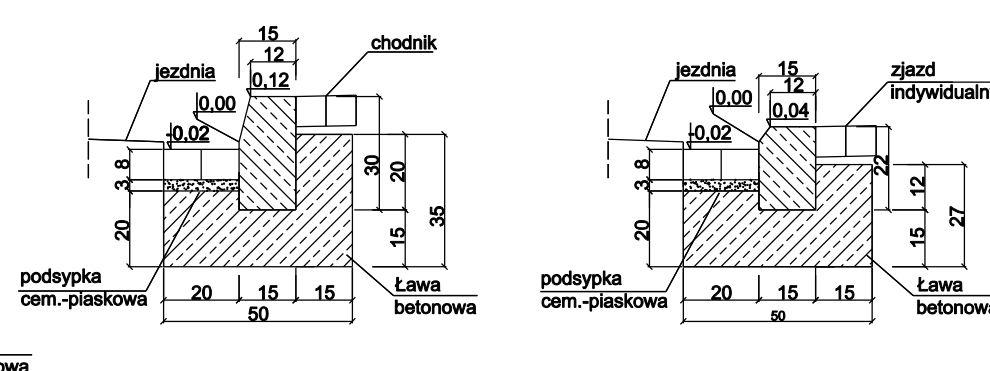 15
chodnik
12
jezdnia
0,12
0,00
-0,02
8
3
20
30
20
35
15
podsypka
cem.-piaskowa
20
15
15
50
Ława
betonowa
jezdnia
15
zjazd
indywidualn
12
0,00
0,04
-0,02
8
3
20
22
12
27
15
podsypka
cem.-piaskowa
20
15
15
50
Ława
betonowa
owa